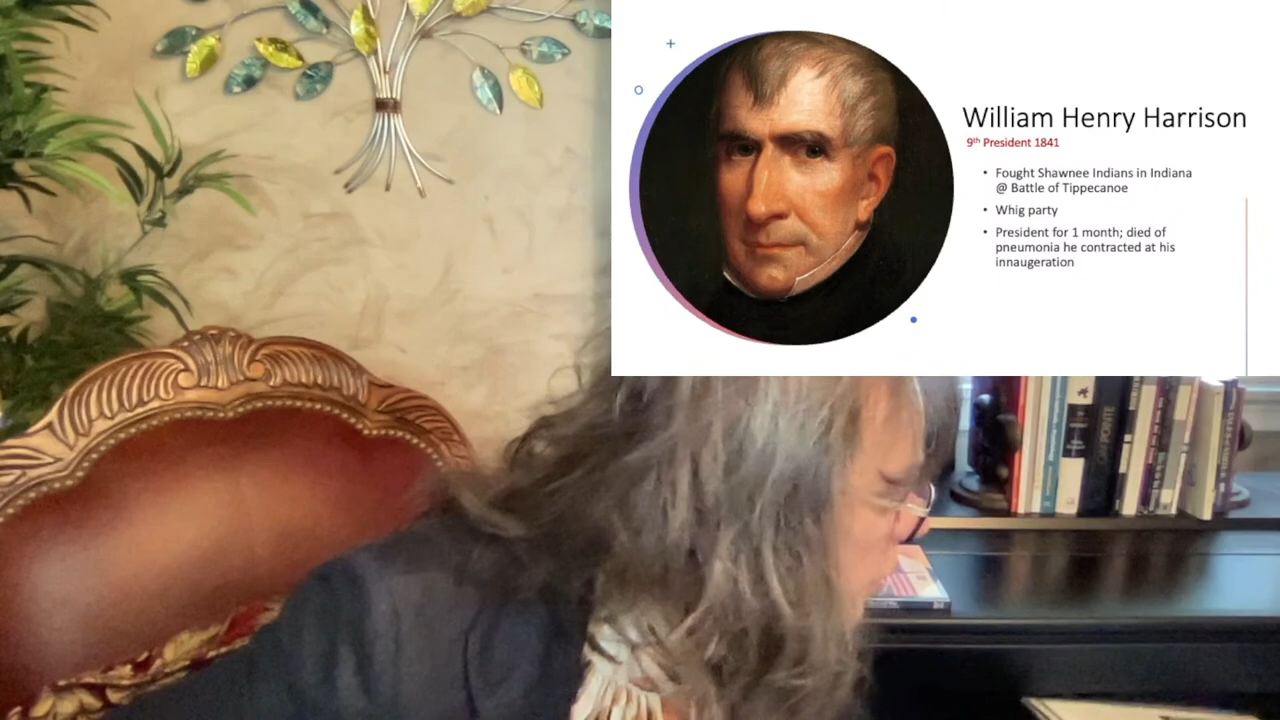 William Henry Harrison
9th President 1841
• Fought Shawnee Indians in Indiana
@ Battle of Tippecanoe
• Whig party
• President for 1 month; died of
pneumonia he contracted at his
innaugeration